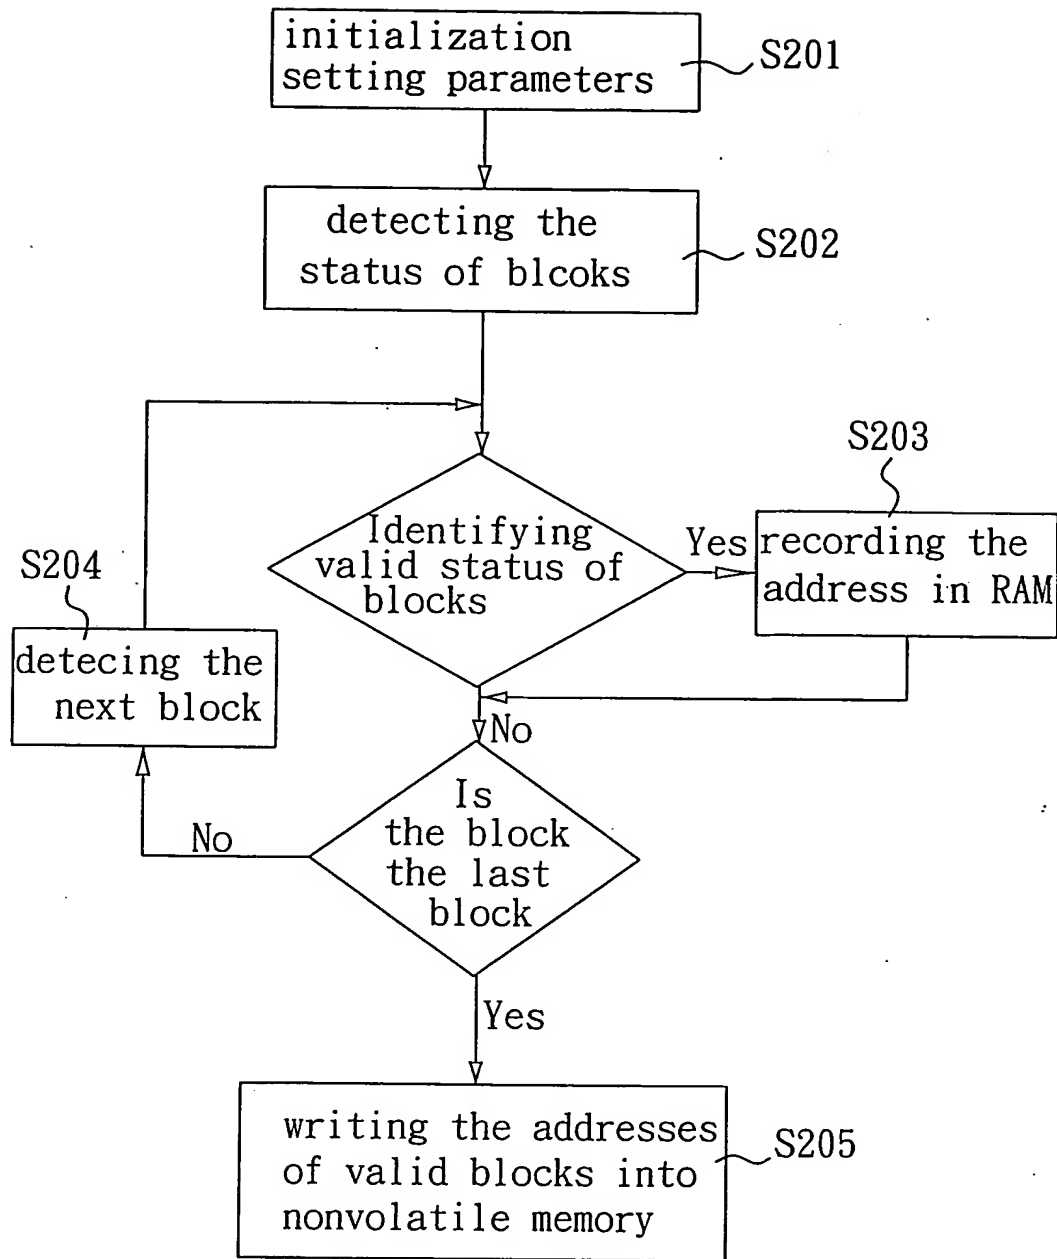 initialization
setting parameters
S201
detecting the
status of blcoks
S202
S203
Identifying
valid status of
blocks
Yes
recording the
address in RAM
S204
detecing the
next block
No
Is
the block
the last
block
No
Yes
writing the addresses
of valid blocks into
nonvolatile memory
S205